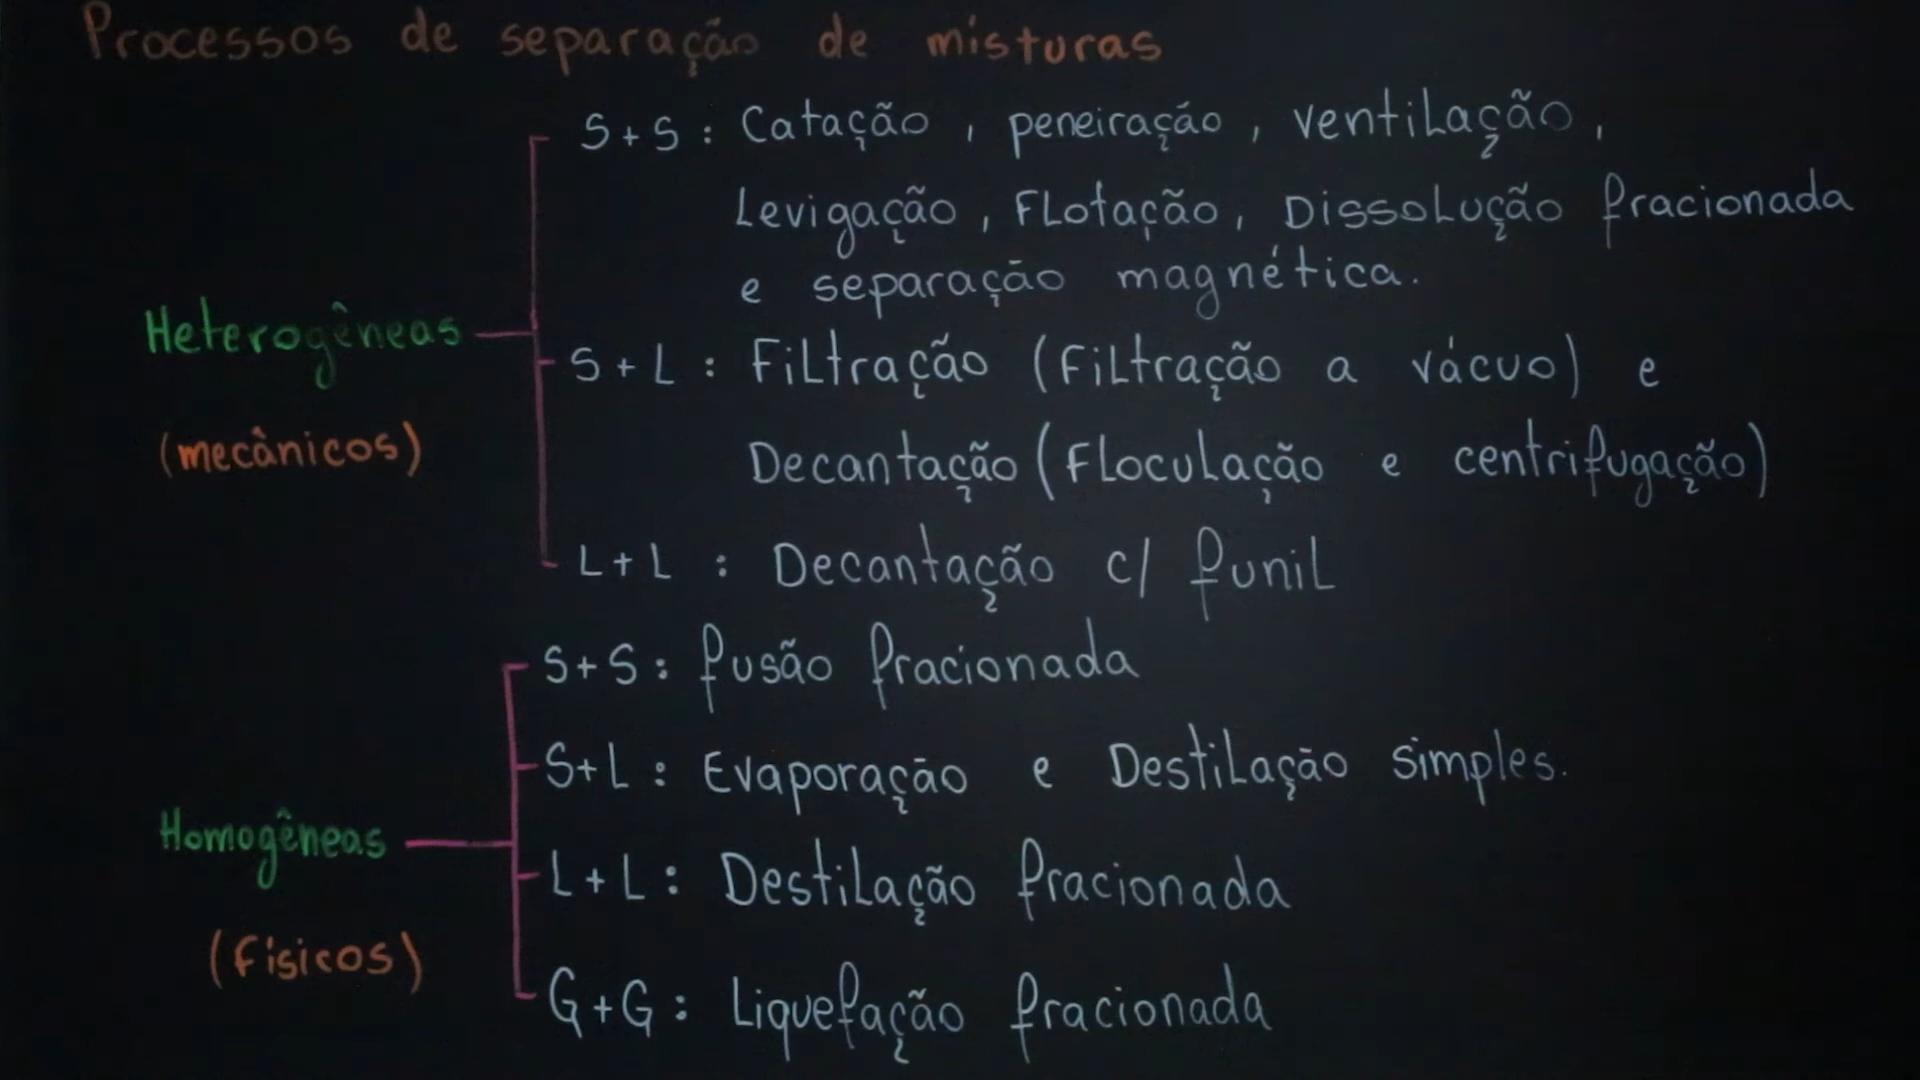 Processos de separação de misturas
S+S: Catação, peneiração, ventilação,
Levigação, Flotação, Dissolução fracionada
e separação magnética.
Heterogêneas
S+L: Filtração (Filtração a vácuo) e
(mecânicos)
Decantação (Floculação e centrifugação)
L+L: Decantação c/ funil
S+S: fusão fracionada
S+L: Evaporação e Destilação simples.
Homogêneas
L+L: Destilação fracionada
(Físicos)
G+G: Liquefação fracionada